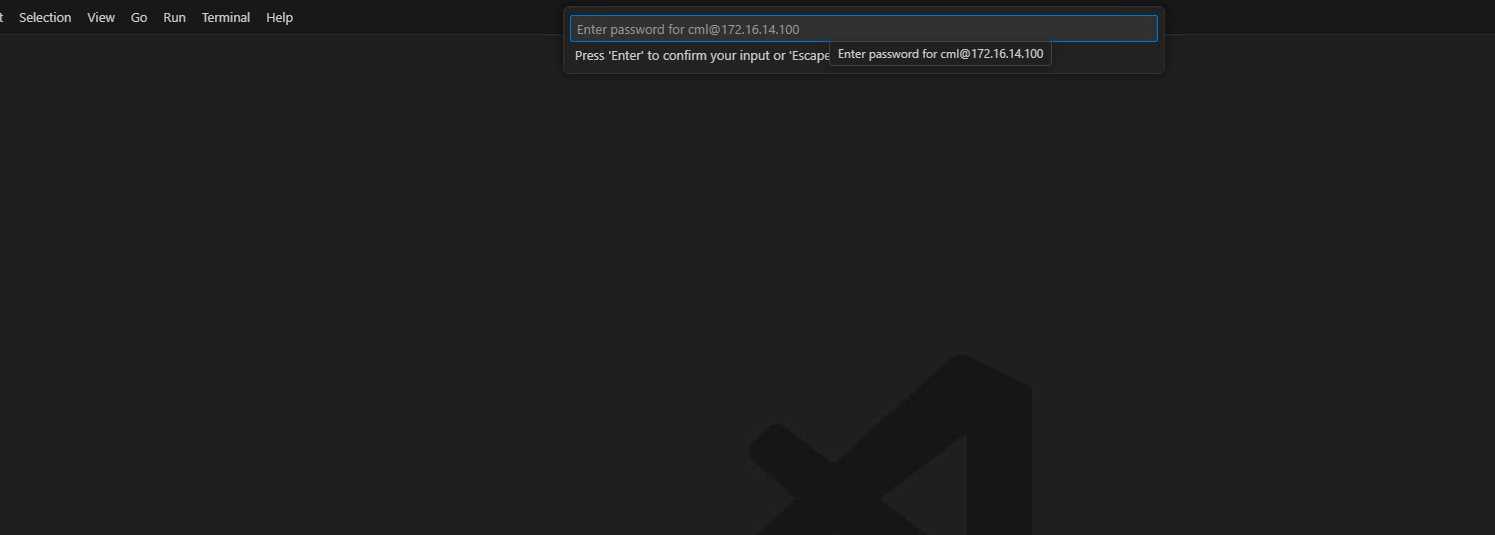 t Selection View Go Run Terminal Help
Enter password for cml@172.16.14.100
Press 'Enter' to confirm your input or 'Escape
Enter password for cml@172.16.14.100